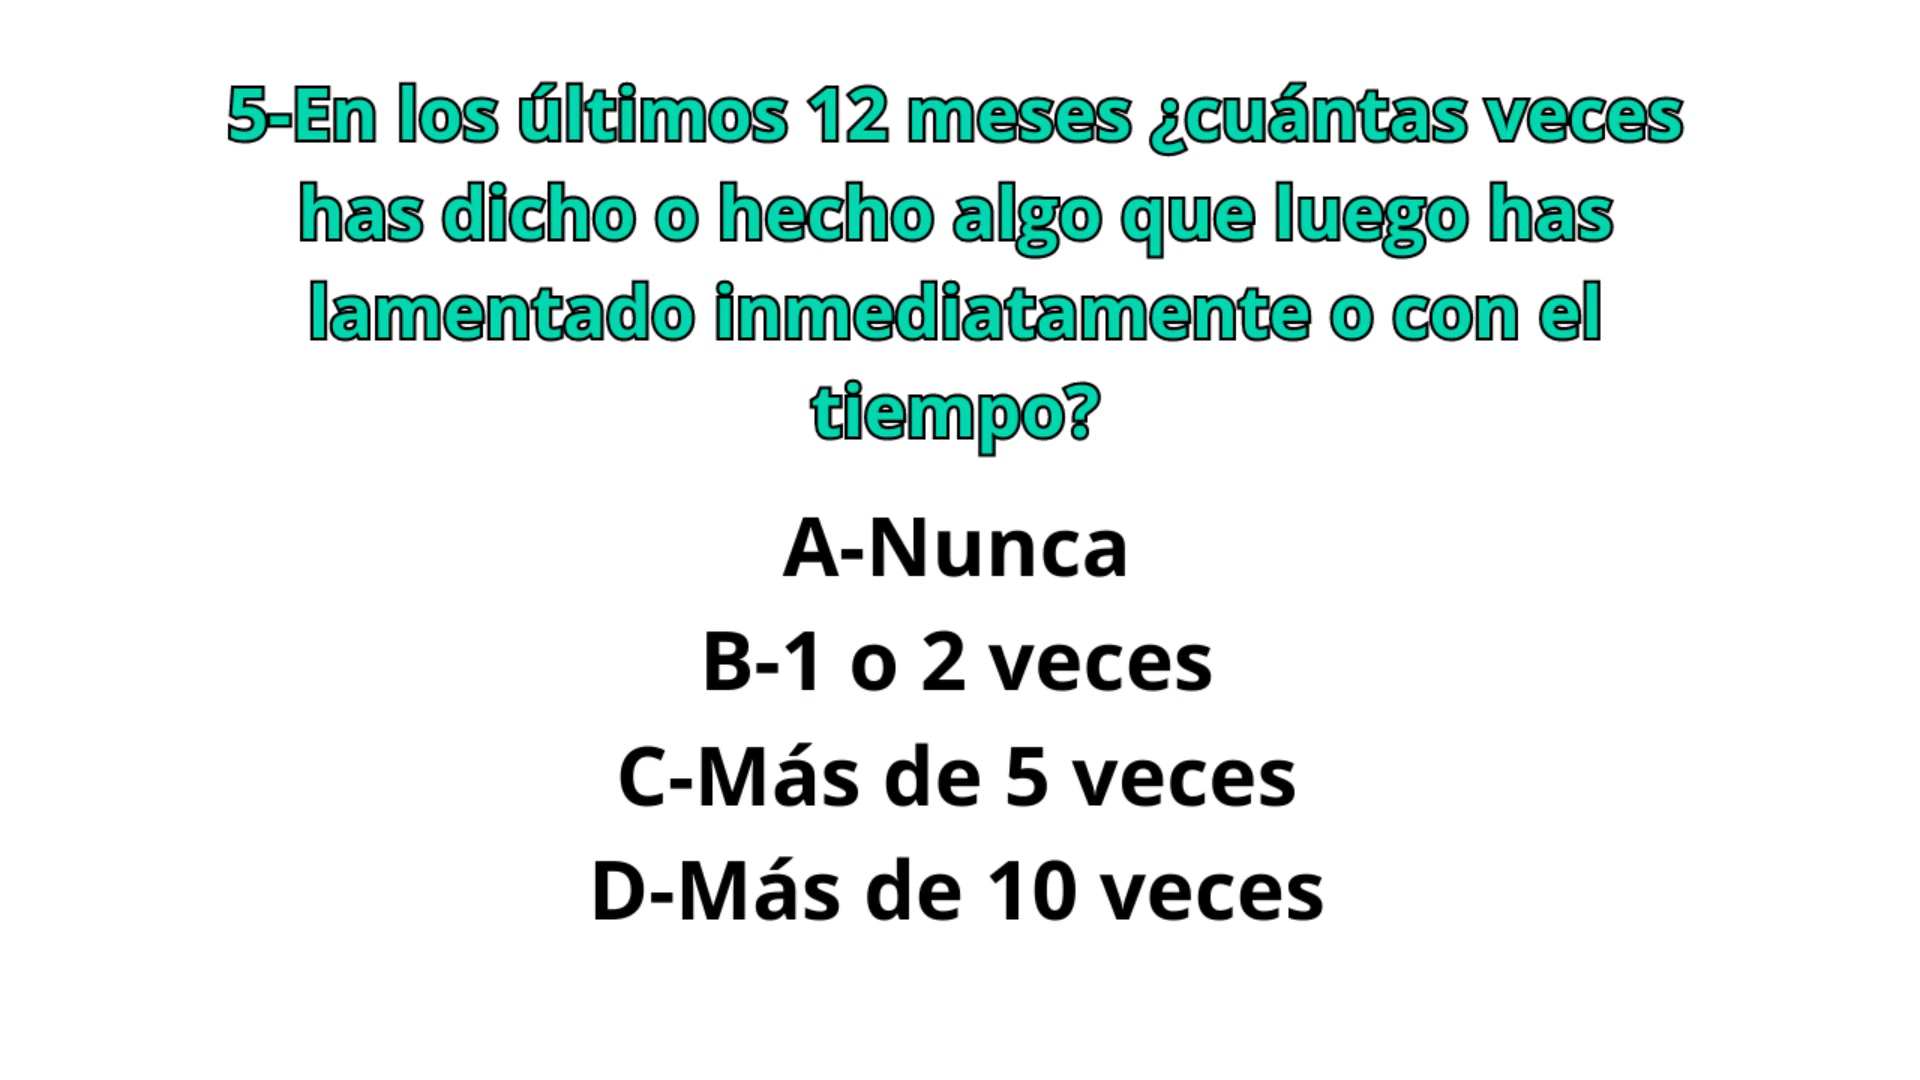 5-En los últimos 12 meses ¿cuántas veces
has dicho o hecho algo que luego has
lamentado inmediatamente o con el
tiempo?
A-Nunca
B-1 o 2 veces
C-Más de 5 veces
D-Más de 10 veces